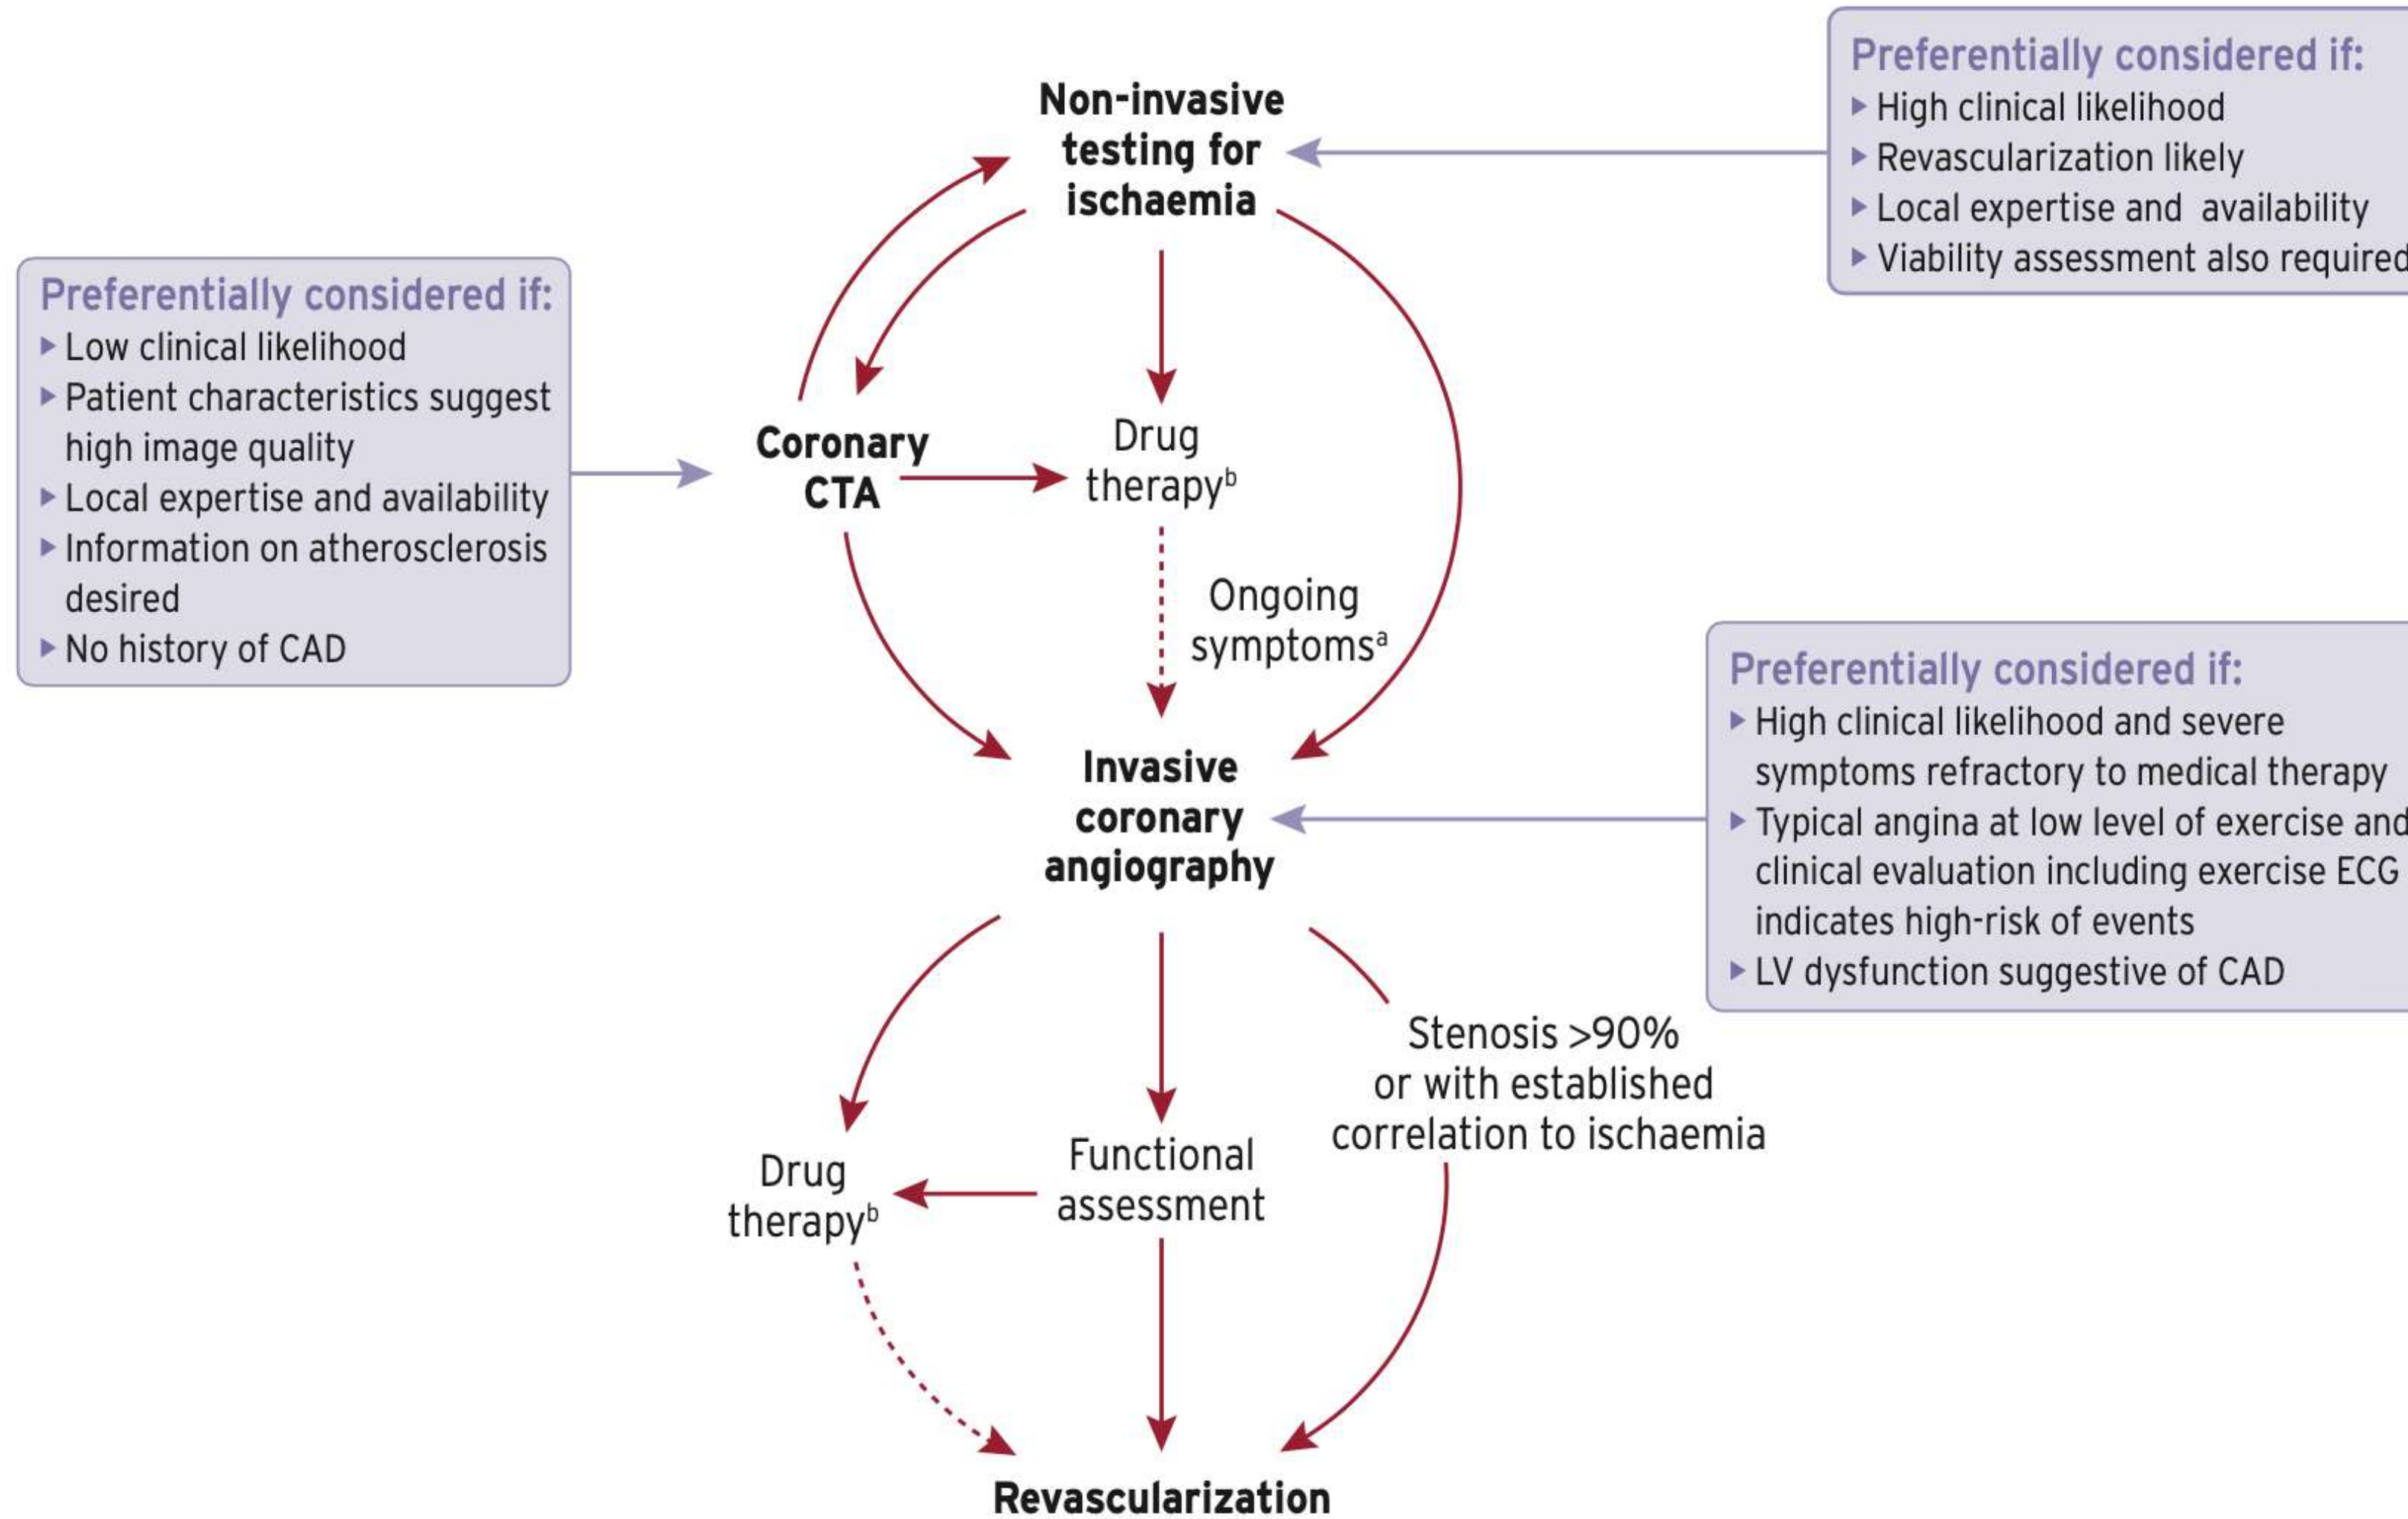 Preferentially considered if:
▸ High clinical likelihood
▸ Revascularization likely
▸ Local expertise and availability
▸ Viability assessment also required
Non-invasive
testing for
ischaemia
Preferentially considered if:
▸ Low clinical likelihood
▸ Patient characteristics suggest
high image quality
▸ Local expertise and availability
▸ Information on atherosclerosis
desired
▸ No history of CAD
Coronary
CTA
Drug
therapyᵇ
Ongoing
symptomsᵃ
Preferentially considered if:
▸ High clinical likelihood and severe
symptoms refractory to medical therapy
▸ Typical angina at low level of exercise and
clinical evaluation including exercise ECG
indicates high-risk of events
▸ LV dysfunction suggestive of CAD
Invasive
coronary
angiography
Stenosis >90%
or with established
correlation to ischaemia
Drug
therapyᵇ
Functional
assessment
Revascularization